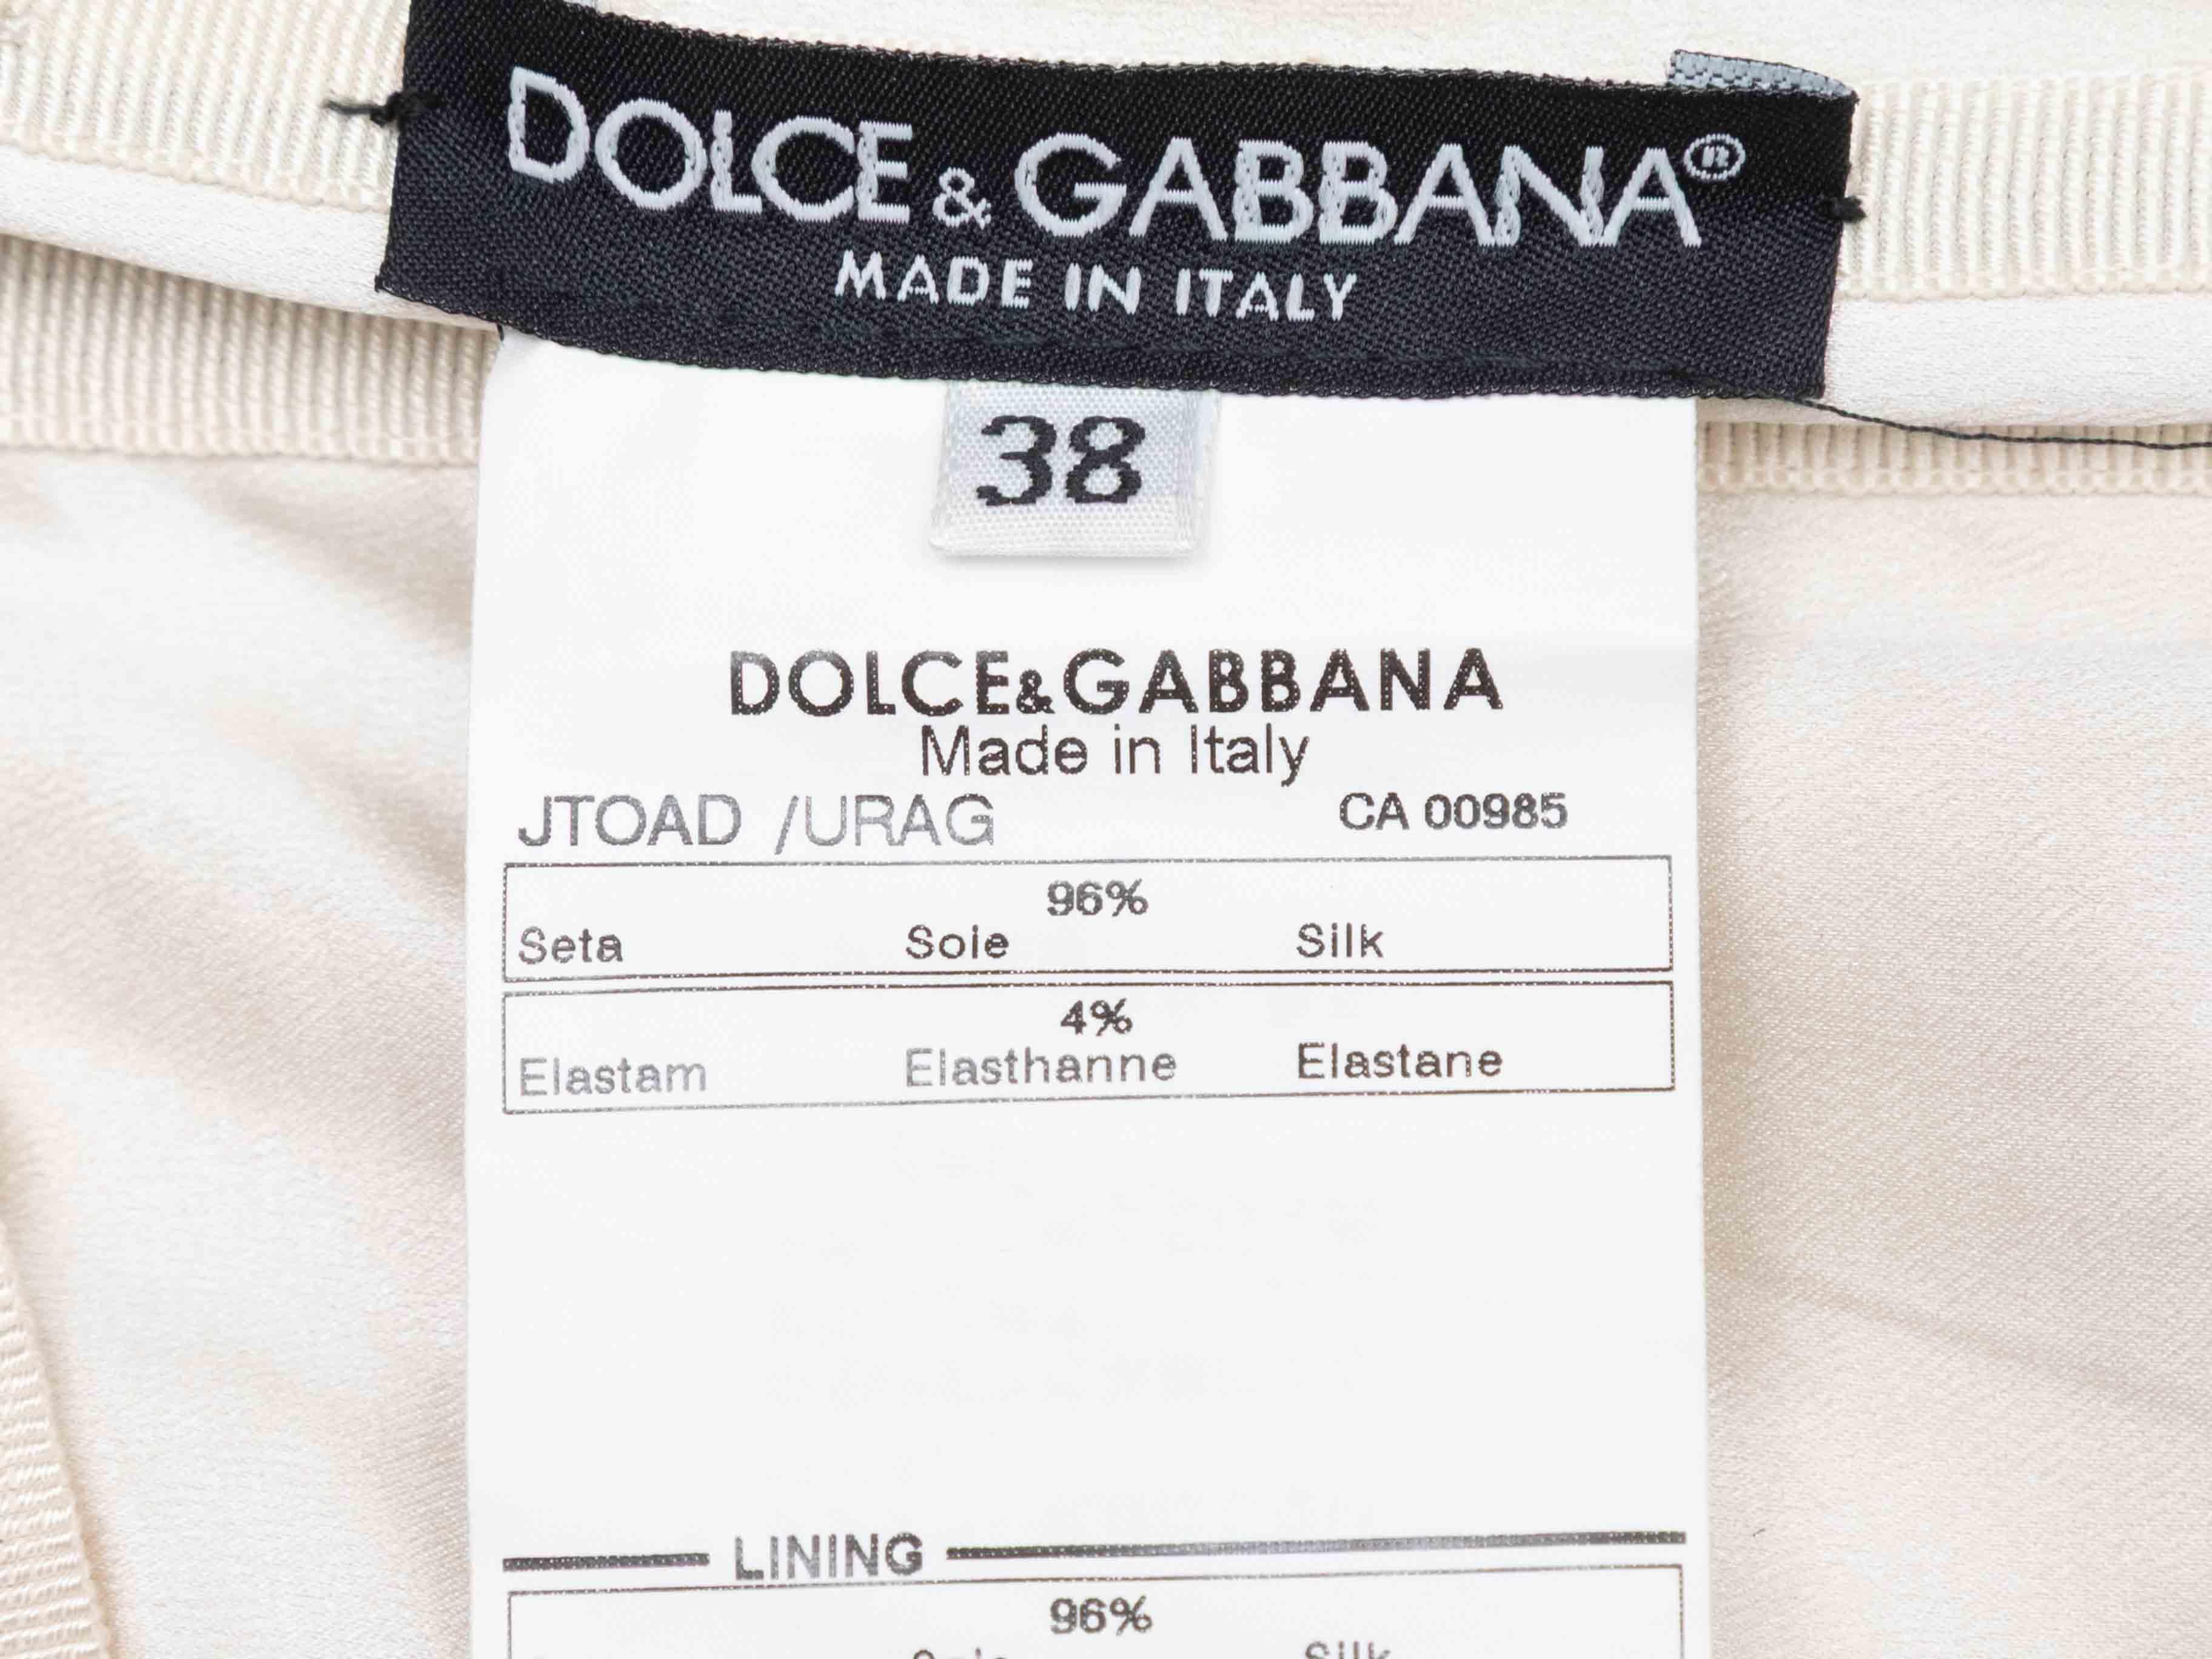 DOLCE & GABBANA®
MADE IN ITALY
38
DOLCE&GABBANA
Made in Italy
JTOAD /URAG CA 00985
96%
Seta Soie Silk
4%
Elastam Elasthanne Elastane
LINING
96%
Silk